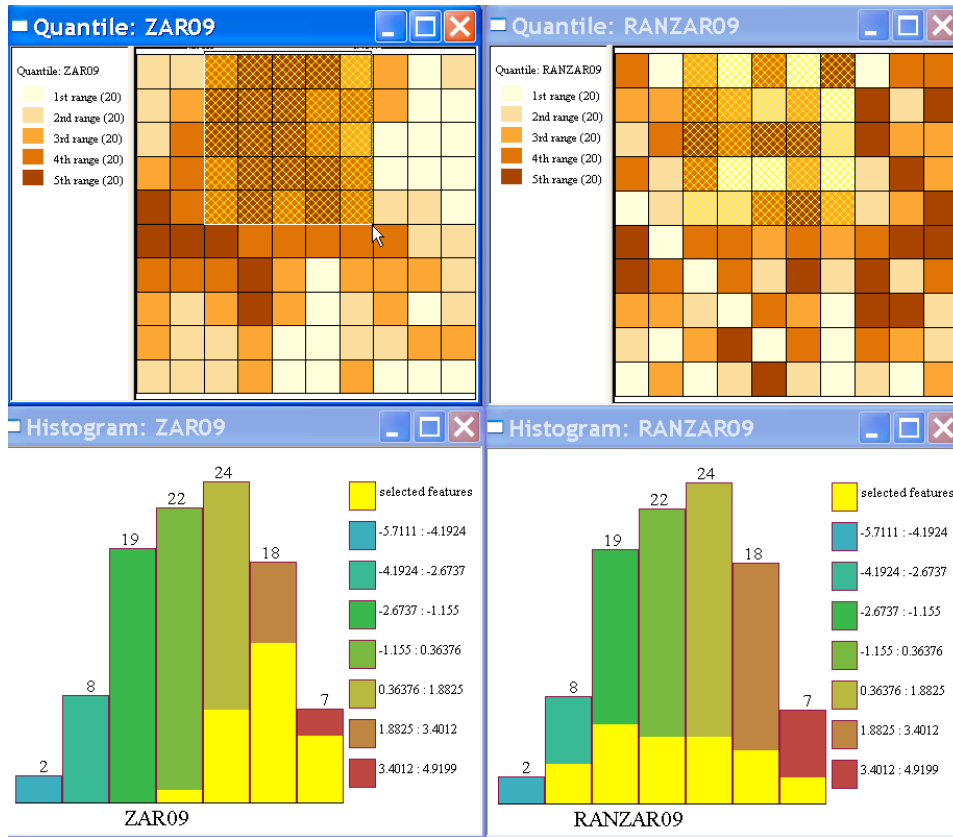 Quantile: ZAR09
Quantile: ZAR09
1st range (20)
2nd range (20)
3rd range (20)
4th range (20)
5th range (20)
Quantile: RANZAR09
Quantile: RANZAR09
1st range (20)
2nd range (20)
3rd range (20)
4th range (20)
5th range (20)
Histogram: ZAR09
2
8
19
22
24
18
7
ZAR09
selected features
-5.7111 : -4.1924
-4.1924 : -2.6737
-2.6737 : -1.155
-1.155 : 0.36376
0.36376 : 1.8825
1.8825 : 3.4012
3.4012 : 4.9199
Histogram: RANZAR09
2
8
19
22
24
18
7
RANZAR09
selected features
-5.7111 : -4.1924
-4.1924 : -2.6737
-2.6737 : -1.155
-1.155 : 0.36376
0.36376 : 1.8825
1.8825 : 3.4012
3.4012 : 4.9199